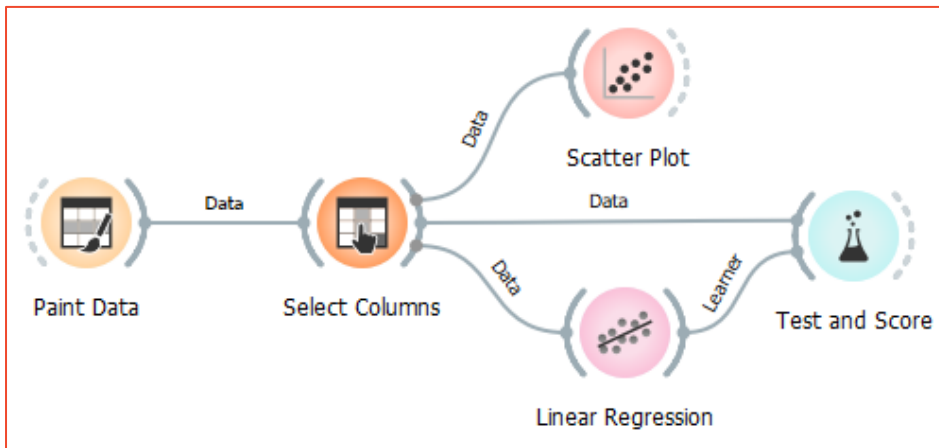 Data
Scatter Plot
Data
Data
Paint Data
Select Columns
Data
Learner
Test and Score
Linear Regression